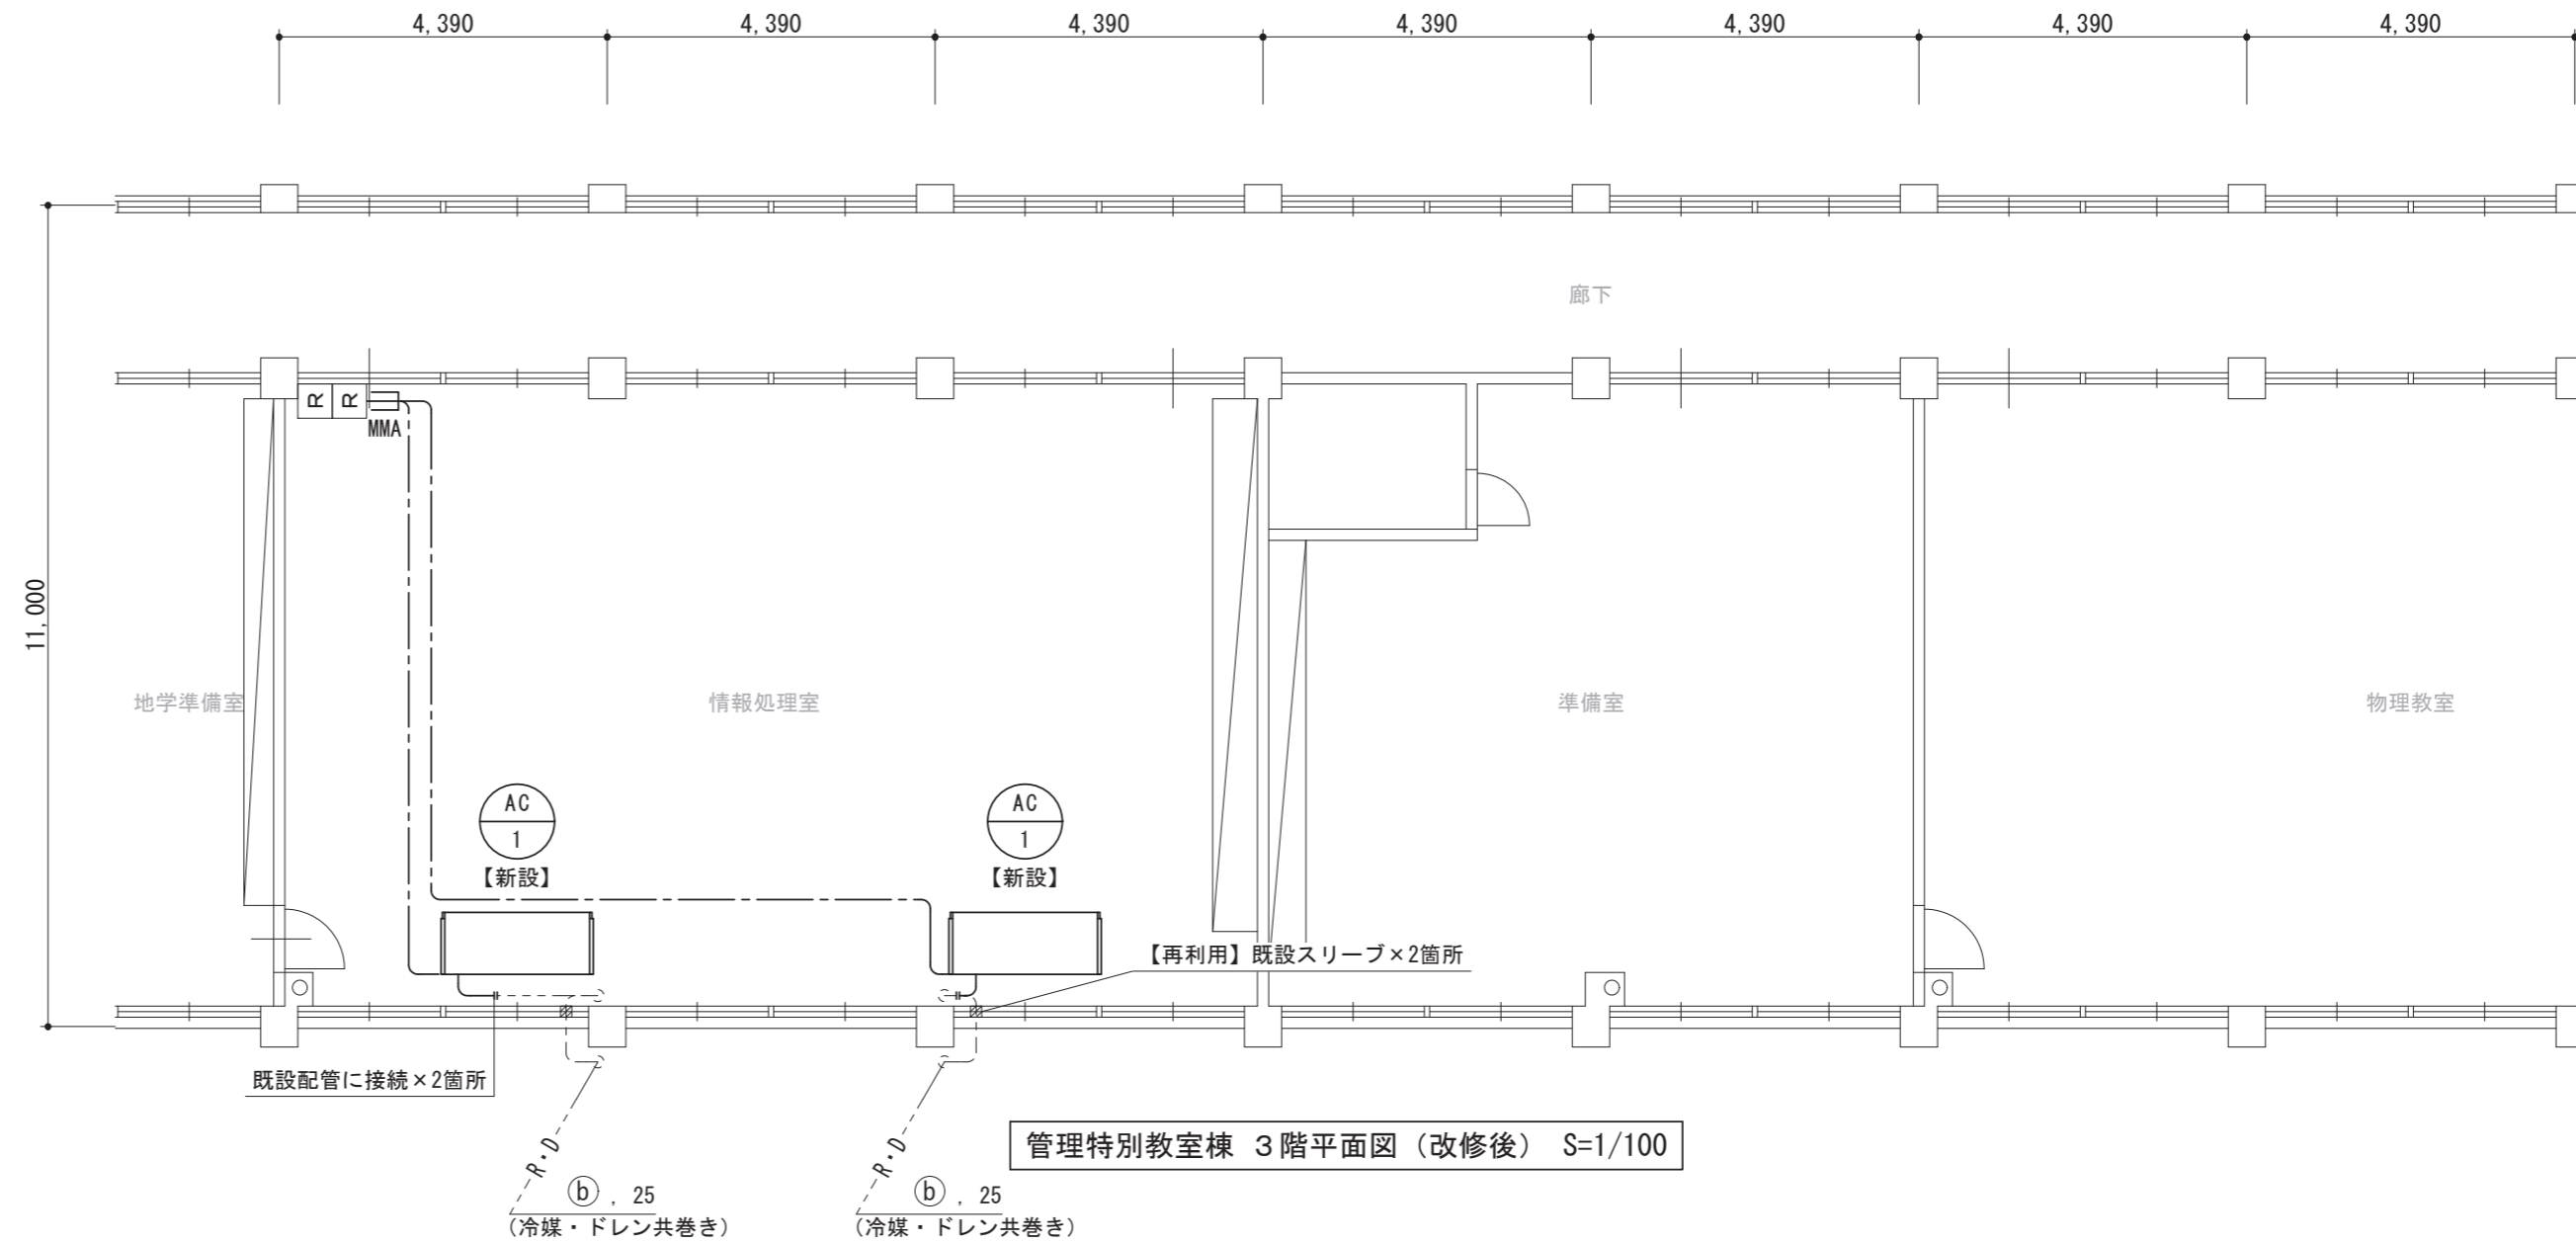 4,390
4,390
4,390
4,390
4,390
4,390
4,390
廊下
11,000
R
R
MMA
地学準備室
情報処理室
準備室
物理教室
AC
1
【新設】
AC
1
【新設】
【再利用】既設スリーブ×2箇所
既設配管に接続×2箇所
R・D
ⓑ , 25
(冷媒・ドレン共巻き)
R・D
ⓑ , 25
(冷媒・ドレン共巻き)
管理特別教室棟 3階平面図(改修後) S=1/100